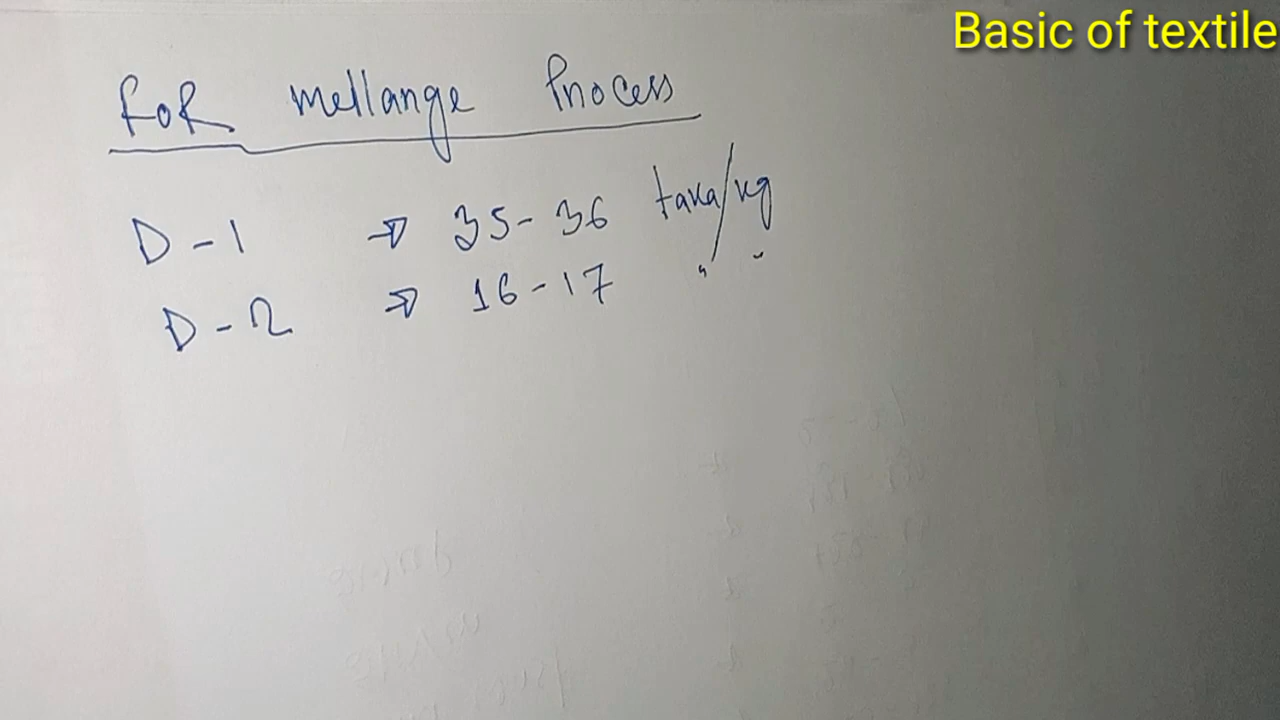 Basic of textile
FOR mellange Process
D-1 → 35-36 taka/kg
D-2 → 16-17 " "